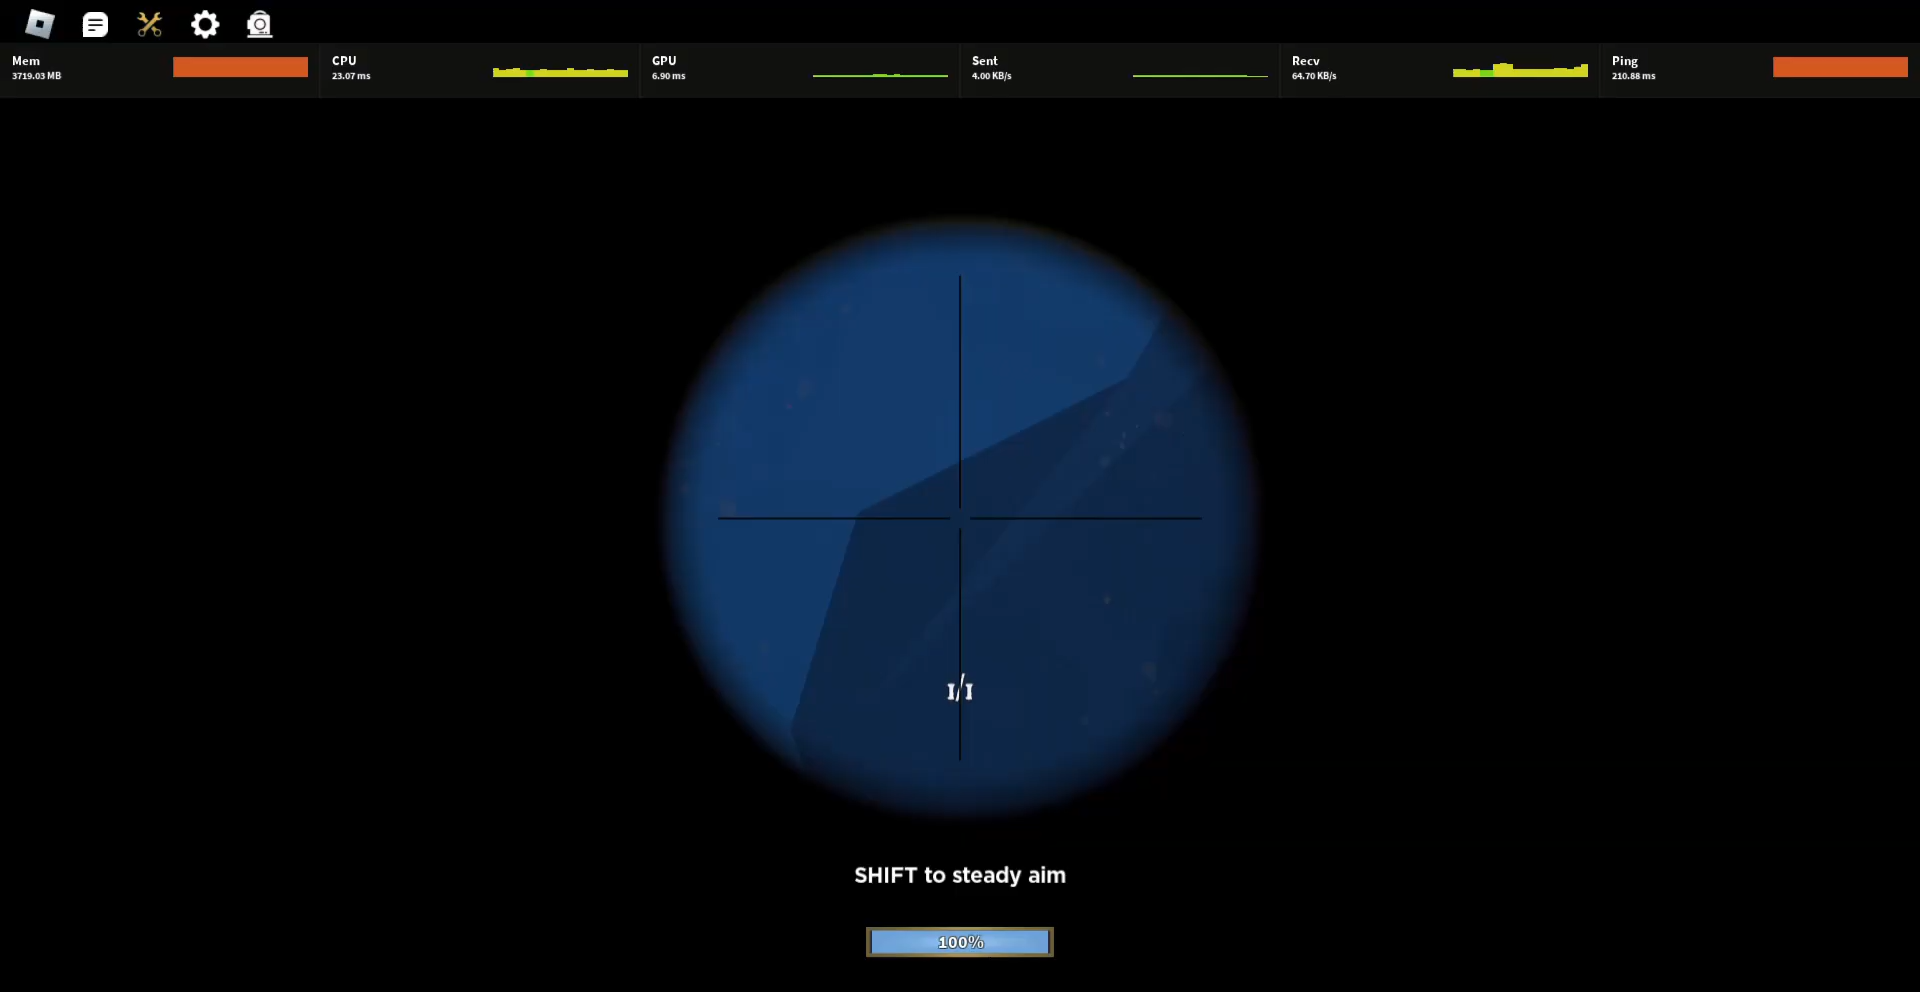 Mem
3719.03 MB
CPU
23.07 ms
GPU
6.90 ms
Sent
4.00 KB/s
Recv
64.70 KB/s
Ping
210.88 ms
1/1
SHIFT to steady aim
100%